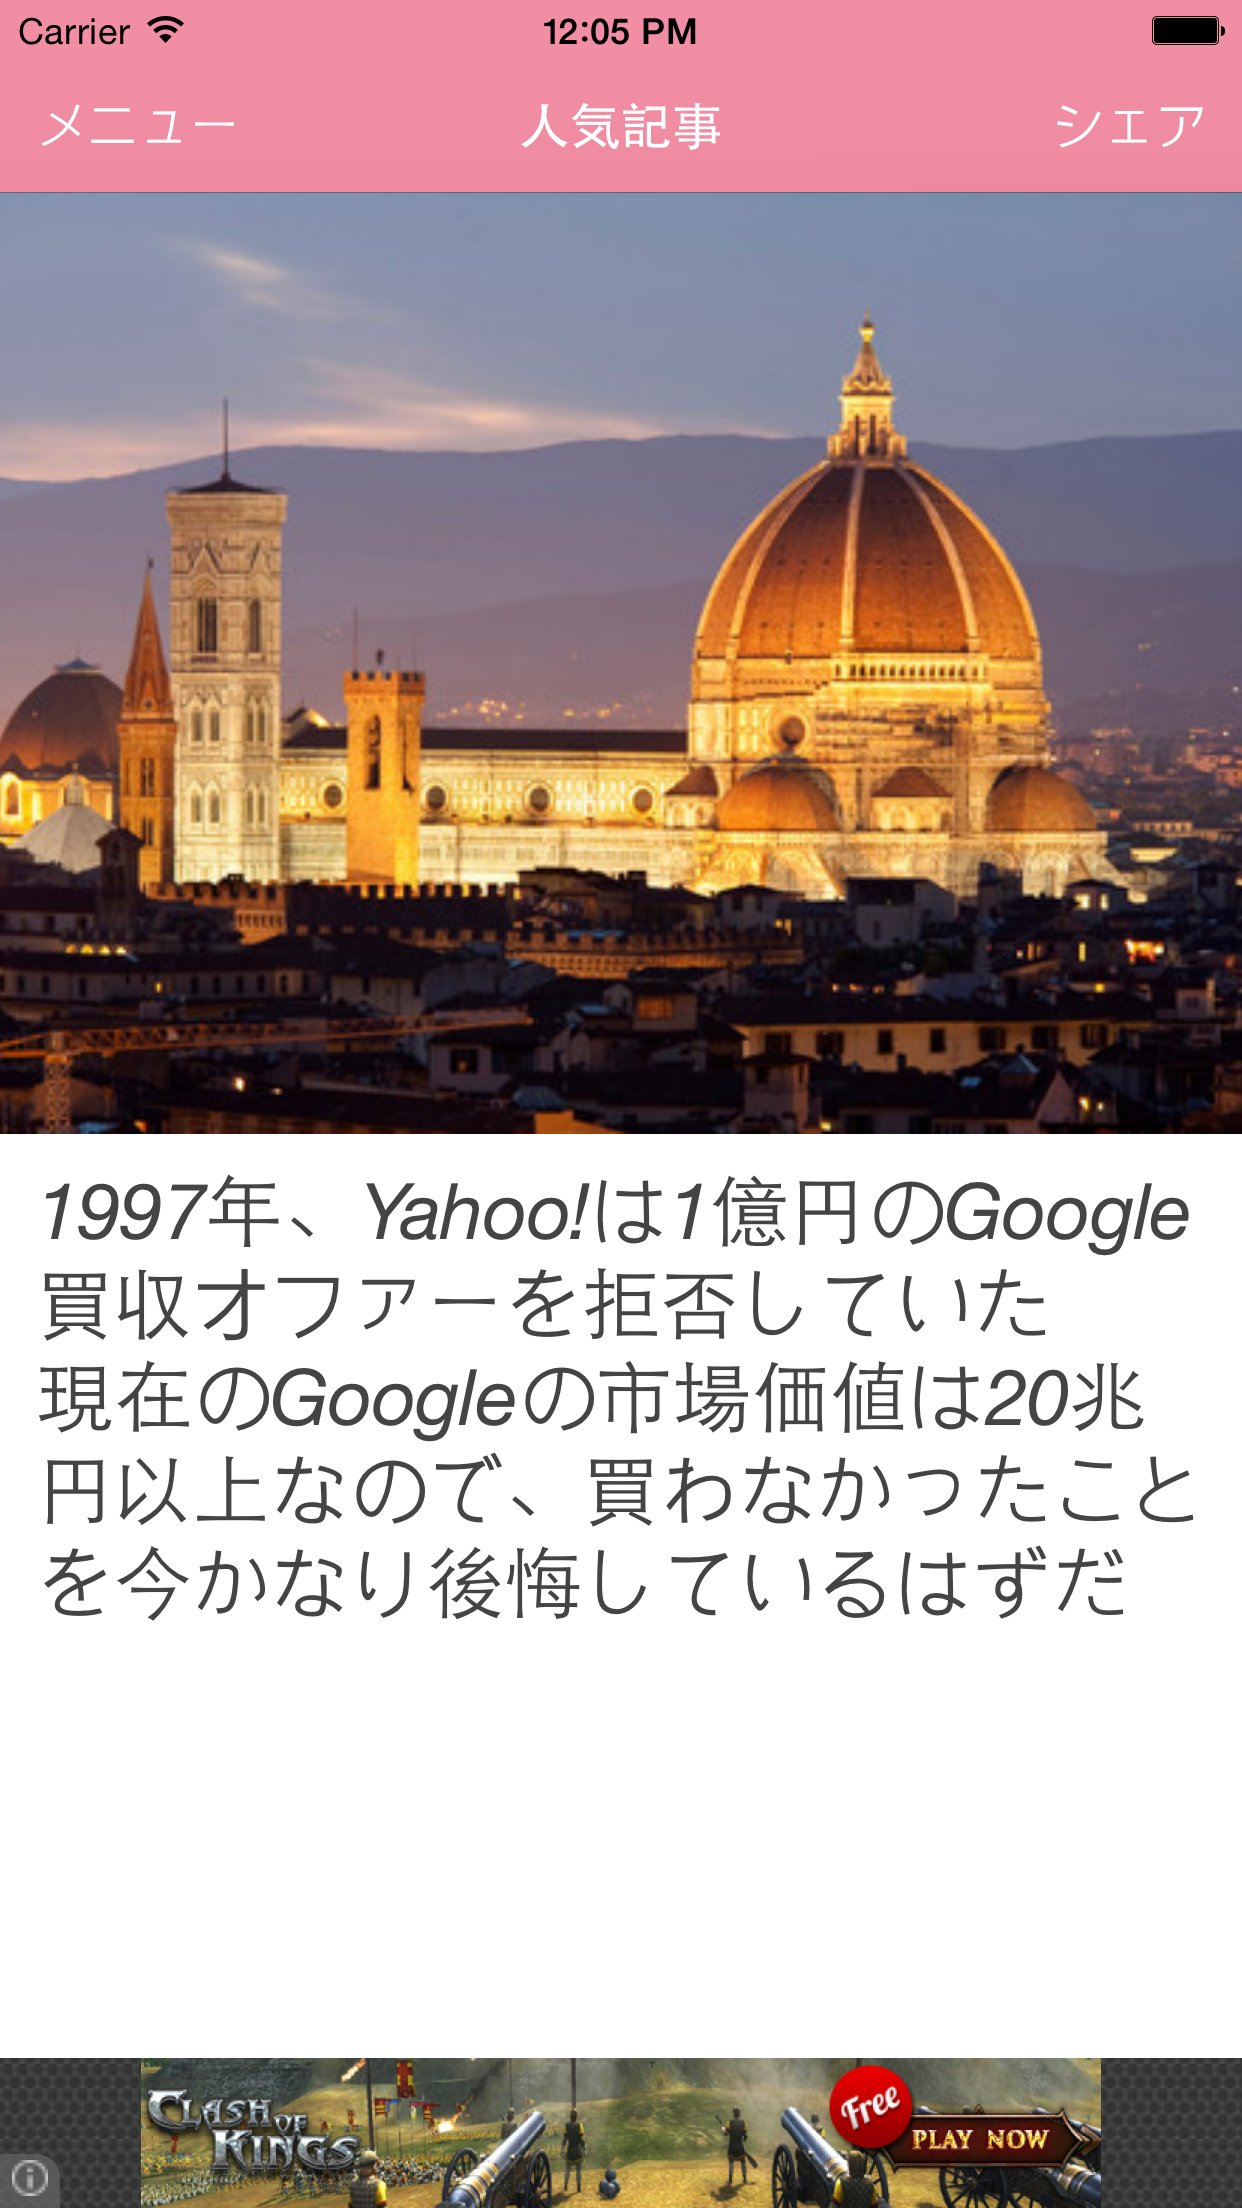 Carrier 12:05 PM
メニュー 人気記事 シェア
1997年、Yahoo!は1億円のGoogle
買収オファーを拒否していた
現在のGoogleの市場価値は20兆
円以上なので、買わなかったこと
を今かなり後悔しているはずだ
CLASH OF KINGS
Free
PLAY NOW